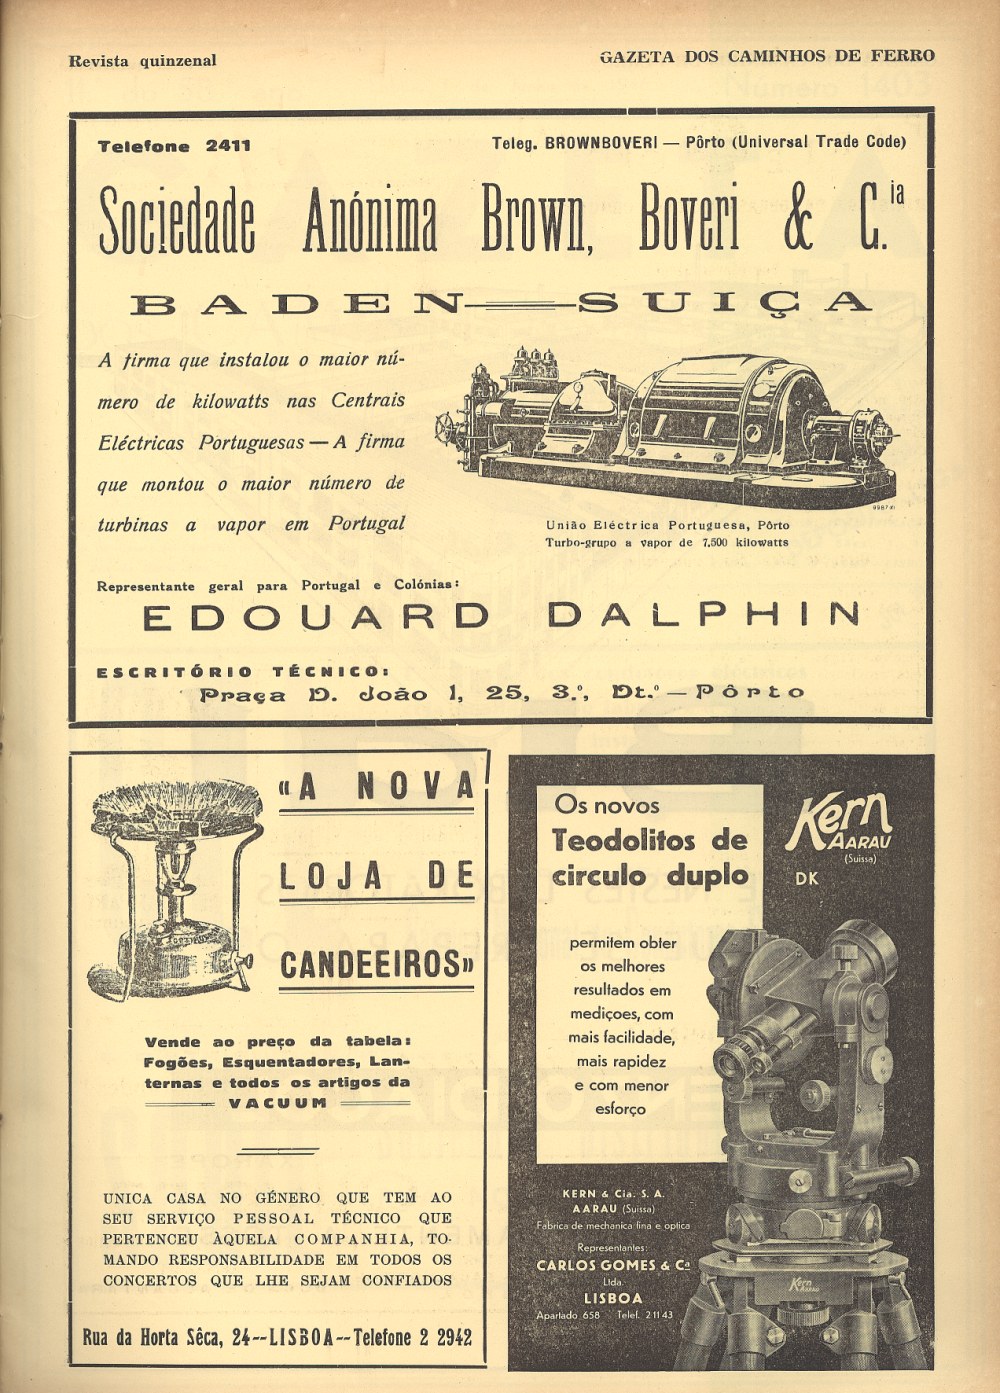 Revista quinzenal
GAZETA DOS CAMINHOS DE FERRO
Telefone 2411
Teleg. BROWNBOVERI — Pôrto (Universal Trade Code)
Sociedade Anónima Brown, Boveri & C.ia
BADEN—SUIÇA
A firma que instalou o maior nú-
mero de kilowatts nas Centrais
Eléctricas Portuguesas — A firma
que montou o maior número de
turbinas a vapor em Portugal
União Eléctrica Portuguesa, Pôrto
Turbo-grupo a vapor de 7.500 kilowatts
Representante geral para Portugal e Colónias:
EDOUARD DALPHIN
ESCRITÓRIO TÉCNICO:
Praça D. João 1, 25, 3.º, Dt.º — Pôrto
«A NOVA
LOJA DE
CANDEEIROS»
Vende ao preço da tabela:
Fogões, Esquentadores, Lan-
ternas e todos os artigos da
VACUUM
UNICA CASA NO GÉNERO QUE TEM AO
SEU SERVIÇO PESSOAL TÉCNICO QUE
PERTENCEU ÀQUELA COMPANHIA, TO-
MANDO RESPONSABILIDADE EM TODOS OS
CONCERTOS QUE LHE SEJAM CONFIADOS
Rua da Horta Sêca, 24--LISBOA--Telefone 2 2942
Os novos
Teodolitos de
circulo duplo
Kern
AARAU
(Suissa)
DK
permitem obter
os melhores
resultados em
mediçoes, com
mais facilidade,
mais rapidez
e com menor
esforço
KERN & Cia. S. A.
AARAU (Suissa)
Fabrica de mechanica fina e optica
Representantes:
CARLOS GOMES & Cª
Ltda.
LISBOA
Apartado 658 Telef. 21143
Kern
AARAU